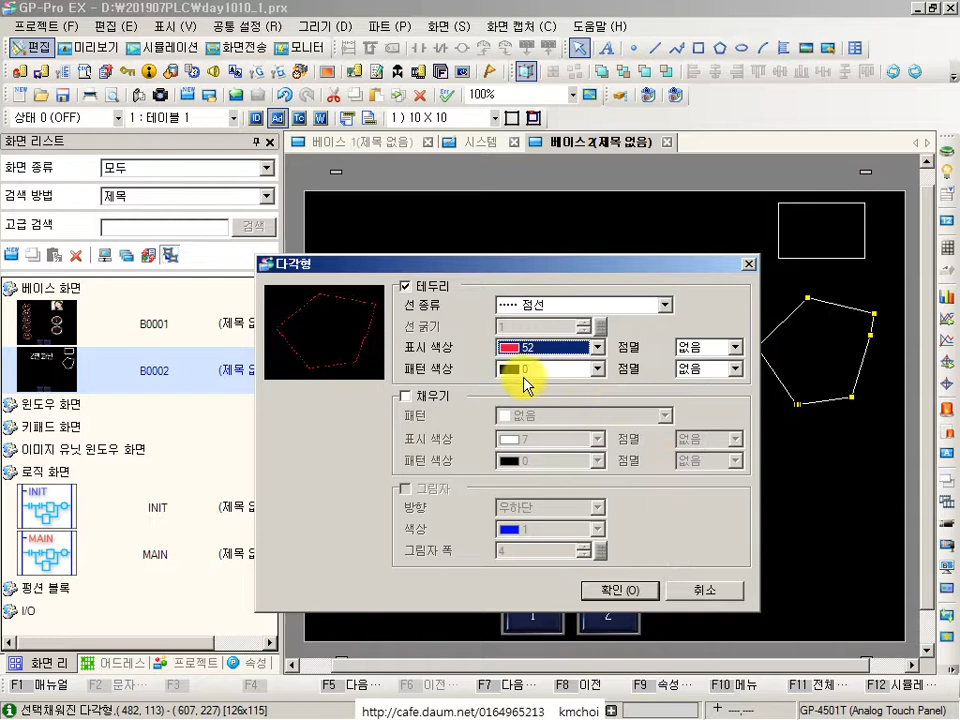 GP-Pro EX - D:\201907PLC\day1010_1.prx
프로젝트 (F) 편집 (E) 표시 (V) 공통 설정 (R) 그리기 (D) 파트 (P) 화면 (S) 화면 캡처 (C) 도움말 (H)
편집 미리보기 시뮬레이션 화면전송 모니터
100%
상태 0 (OFF) 1 : 테이블 1 ID Ad Tc W 1 ) 10 X 10
화면 리스트
베이스 1(제목 없음) 시스템 베이스 2(제목 없음)
화면 종류 모두
검색 방법 제목
고급 검색 검색
베이스 화면
B0001 (제목 없
B0002 (제목 없
윈도우 화면
키패드 화면
이미지 유닛 윈도우 화면
로직 화면
INIT INIT (제목 없
MAIN MAIN (제목 없
펑션 블록
I/O
다각형
테두리
선 종류 점선
선 굵기 1
표시 색상 52 점멸 없음
패턴 색상 0 점멸 없음
채우기
패턴 없음
표시 색상 7 점멸 없음
패턴 색상 0 점멸 없음
그림자
방향 우하단
색상 1
그림자 폭 4
확인 (O) 취소
1 2
화면 리 어드레스 프로젝트 속성
F1 매뉴얼 F2 문자… F3 F4 F5 다음… F6 이전… F7 다음… F8 이전 F9 속성… F10 메뉴 F11 전체… F12 시뮬레…
선택채워진 다각형,( 482, 113) - ( 607, 227) [126x115] http://cafe.daum.net/0164965213 kmchoi ---,--- GP-4501T (Analog Touch Panel)